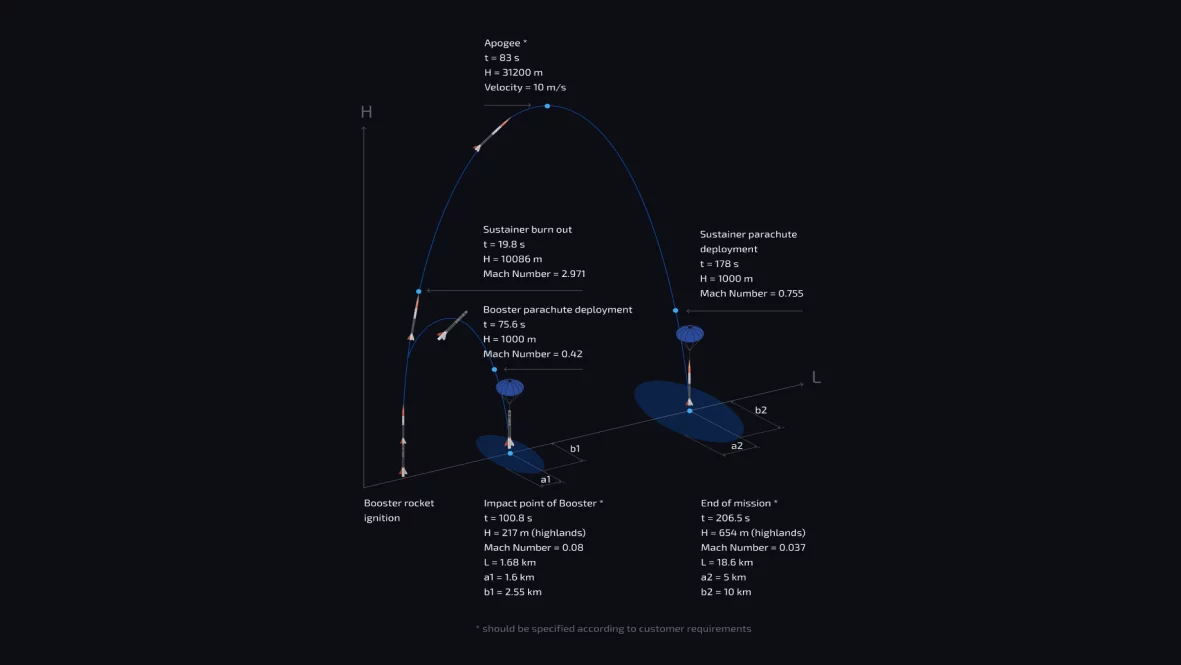 Apogee *
t = 83 s
H = 31200 m
Velocity = 10 m/s
H
Sustainer burn out
t = 19.8 s
H = 10086 m
Mach Number = 2.971
Sustainer parachute
deployment
t = 178 s
H = 1000 m
Mach Number = 0.755
Booster parachute deployment
t = 75.6 s
H = 1000 m
Mach Number = 0.42
L
b2
a2
b1
a1
Booster rocket
ignition
Impact point of Booster *
t = 100.8 s
H = 217 m (highlands)
Mach Number = 0.08
L = 1.68 km
a1 = 1.6 km
b1 = 2.55 km
End of mission *
t = 206.5 s
H = 654 m (highlands)
Mach Number = 0.037
L = 18.6 km
a2 = 5 km
b2 = 10 km
* should be specified according to customer requirements